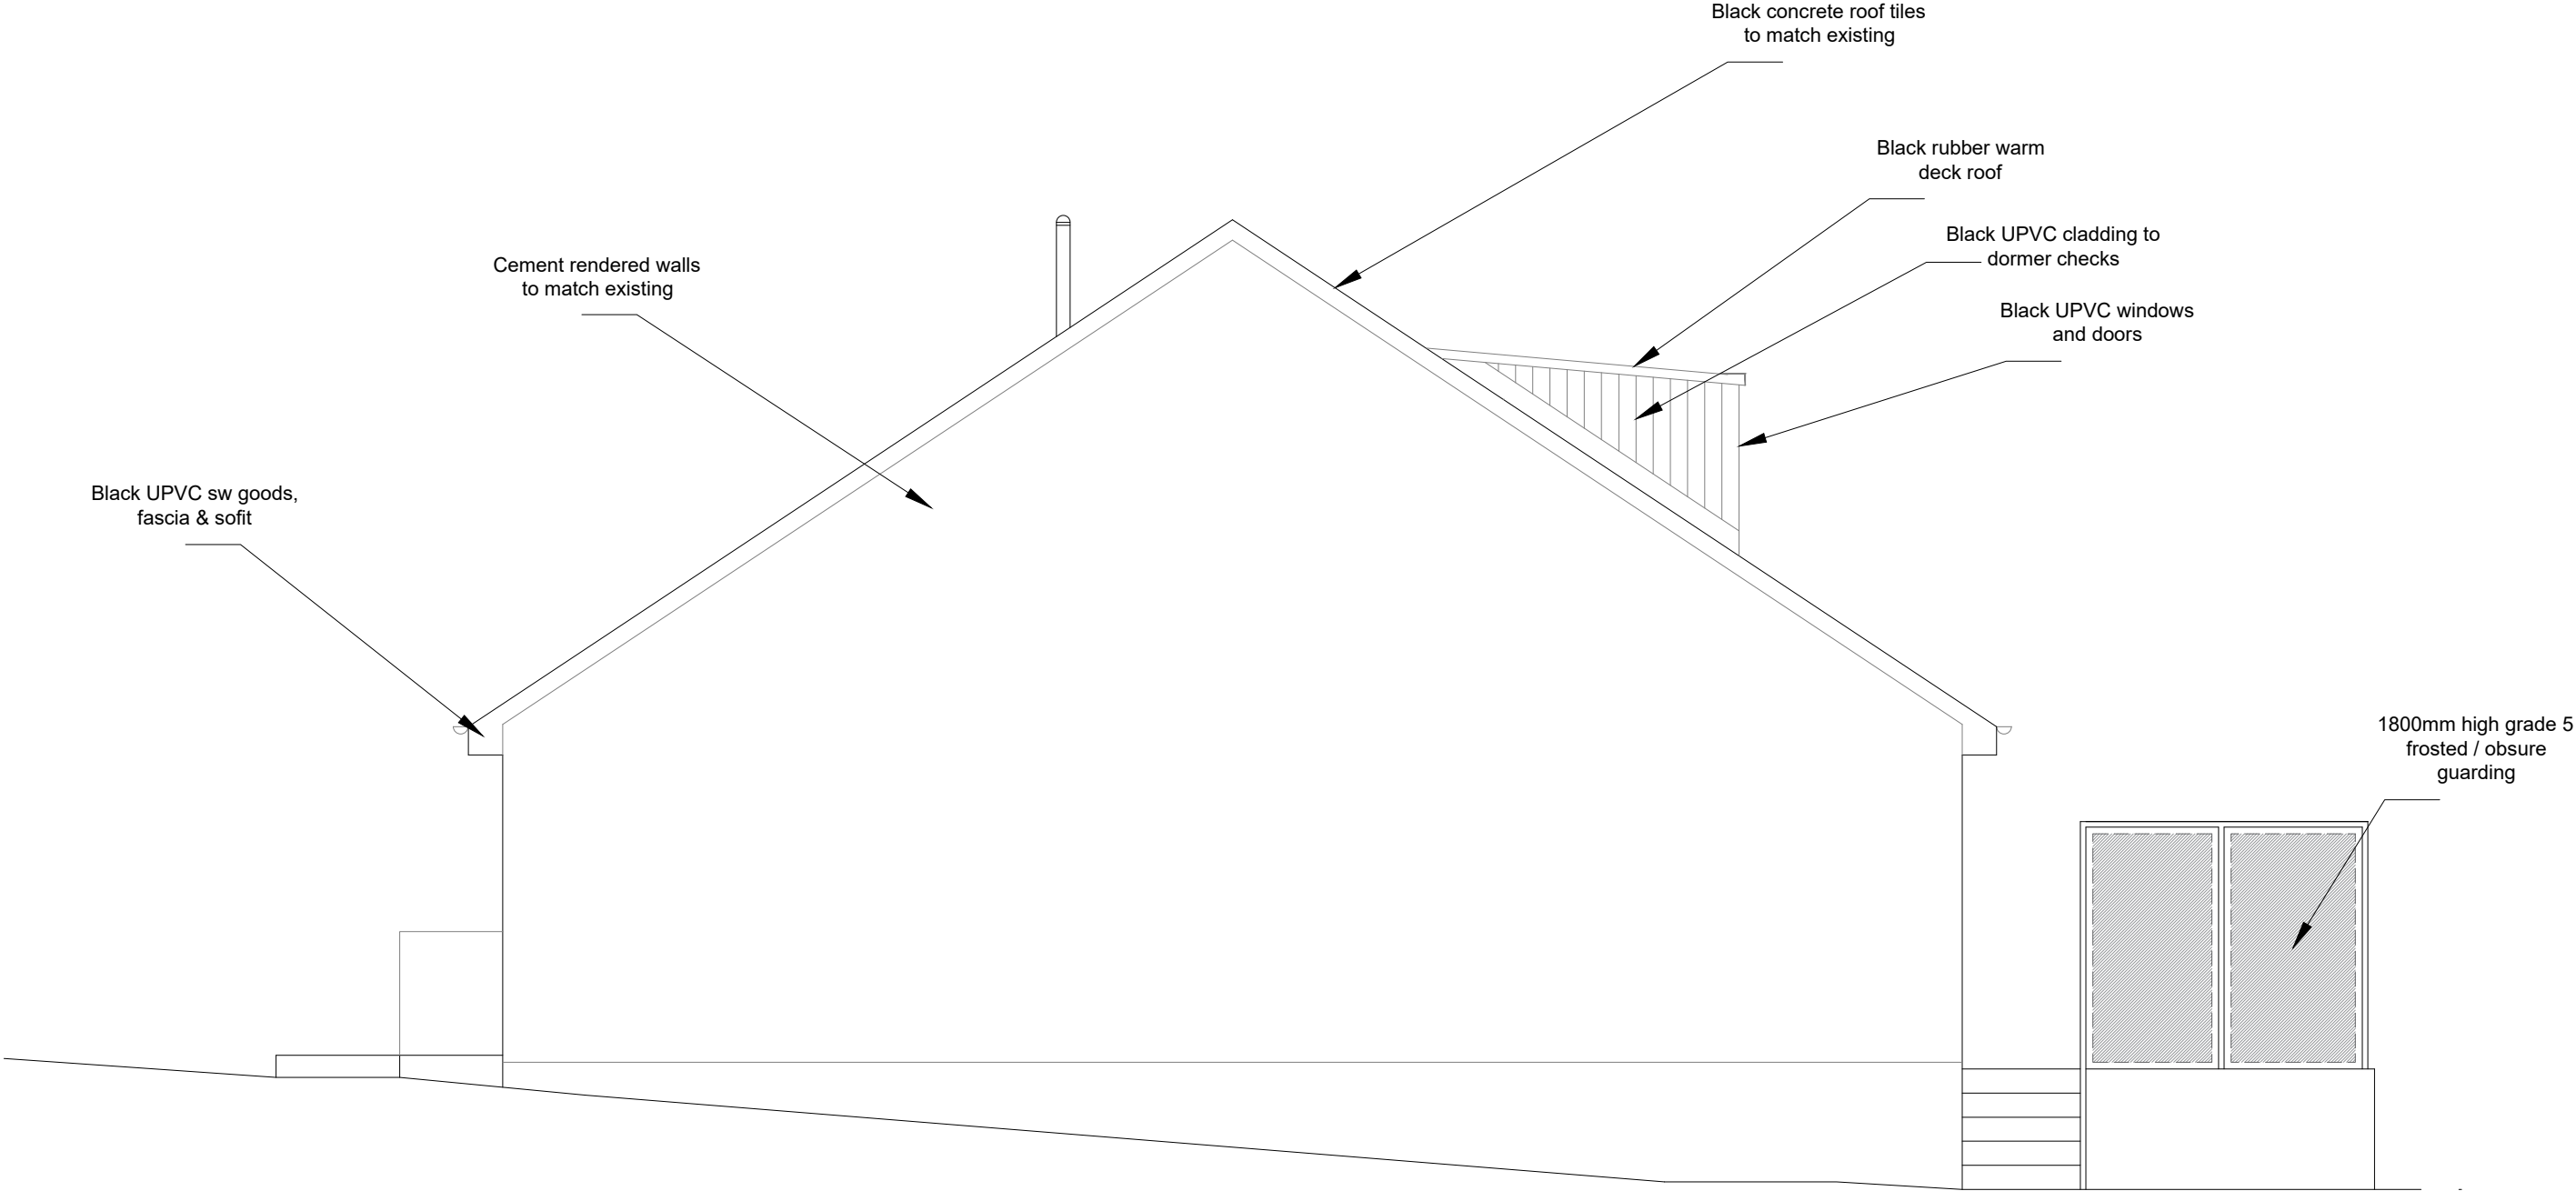 Black concrete roof tiles
to match existing
Black rubber warm
deck roof
Black UPVC cladding to
dormer checks
Cement rendered walls
to match existing
Black UPVC windows
and doors
Black UPVC sw goods,
fascia & sofit
1800mm high grade 5
frosted / obsure
guarding